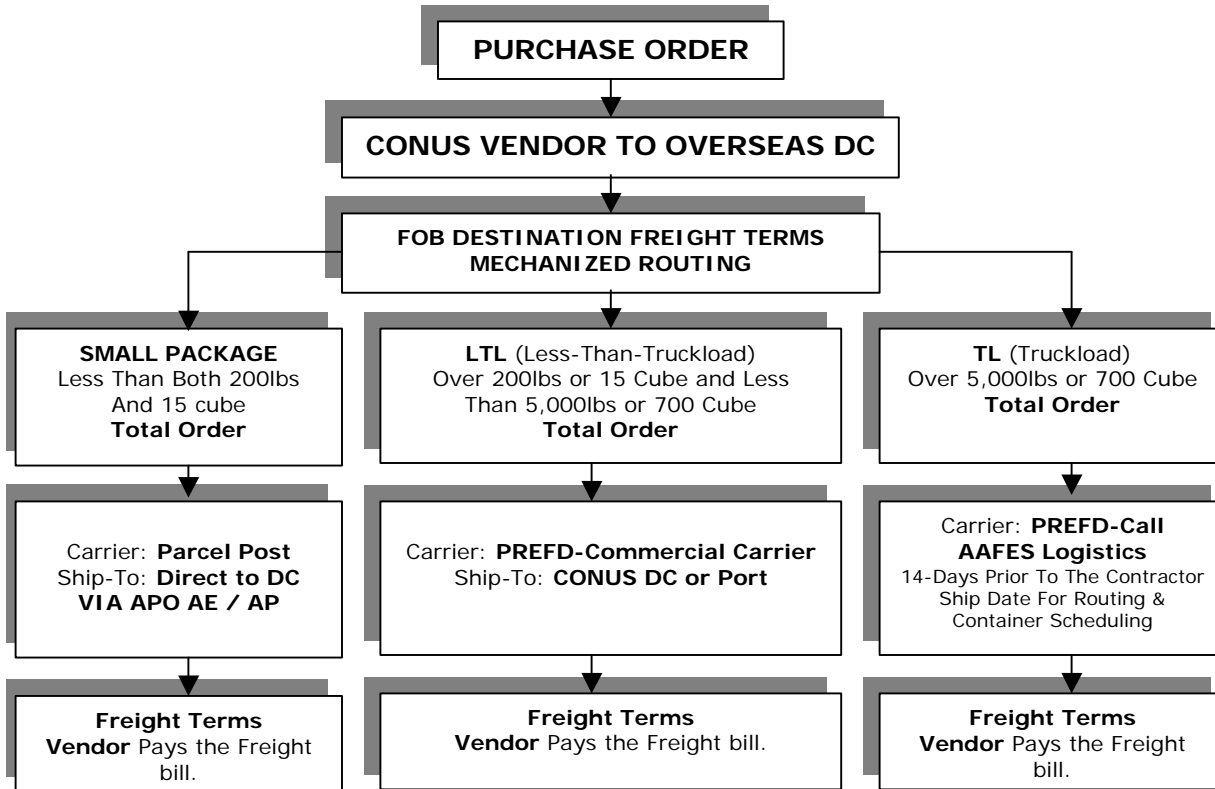 PURCHASE ORDER
CONUS VENDOR TO OVERSEAS DC
FOB DESTINATION FREIGHT TERMS
MECHANIZED ROUTING
SMALL PACKAGE
Less Than Both 200lbs
And 15 cube
Total Order
LTL (Less-Than-Truckload)
Over 200lbs or 15 Cube and Less
Than 5,000lbs or 700 Cube
Total Order
TL (Truckload)
Over 5,000lbs or 700 Cube
Total Order
Carrier: Parcel Post
Ship-To: Direct to DC
VIA APO AE / AP
Carrier: PREFD-Commercial Carrier
Ship-To: CONUS DC or Port
Carrier: PREFD-Call
AAFES Logistics
14-Days Prior To The Contractor
Ship Date For Routing &
Container Scheduling
Freight Terms
Vendor Pays the Freight
bill.
Freight Terms
Vendor Pays the Freight bill.
Freight Terms
Vendor Pays the Freight
bill.